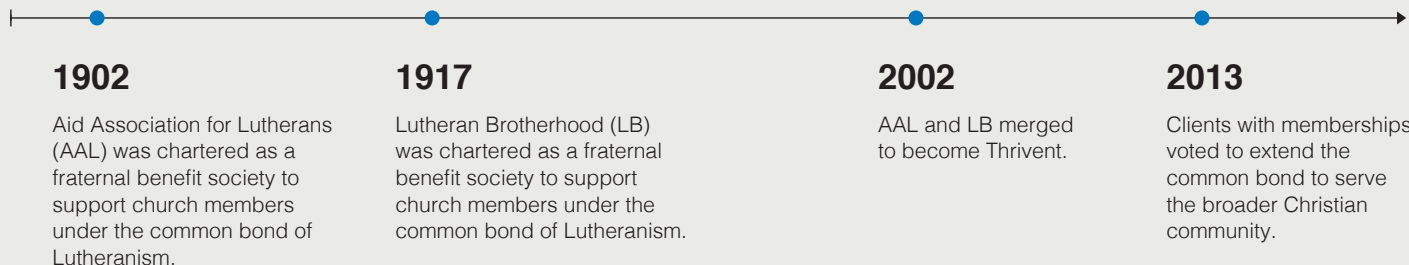 1902
Aid Association for Lutherans
(AAL) was chartered as a
fraternal benefit society to
support church members
under the common bond of
Lutheranism.
1917
Lutheran Brotherhood (LB)
was chartered as a fraternal
benefit society to support
church members under the
common bond of Lutheranism.
2002
AAL and LB merged
to become Thrivent.
2013
Clients with memberships
voted to extend the
common bond to serve
the broader Christian
community.